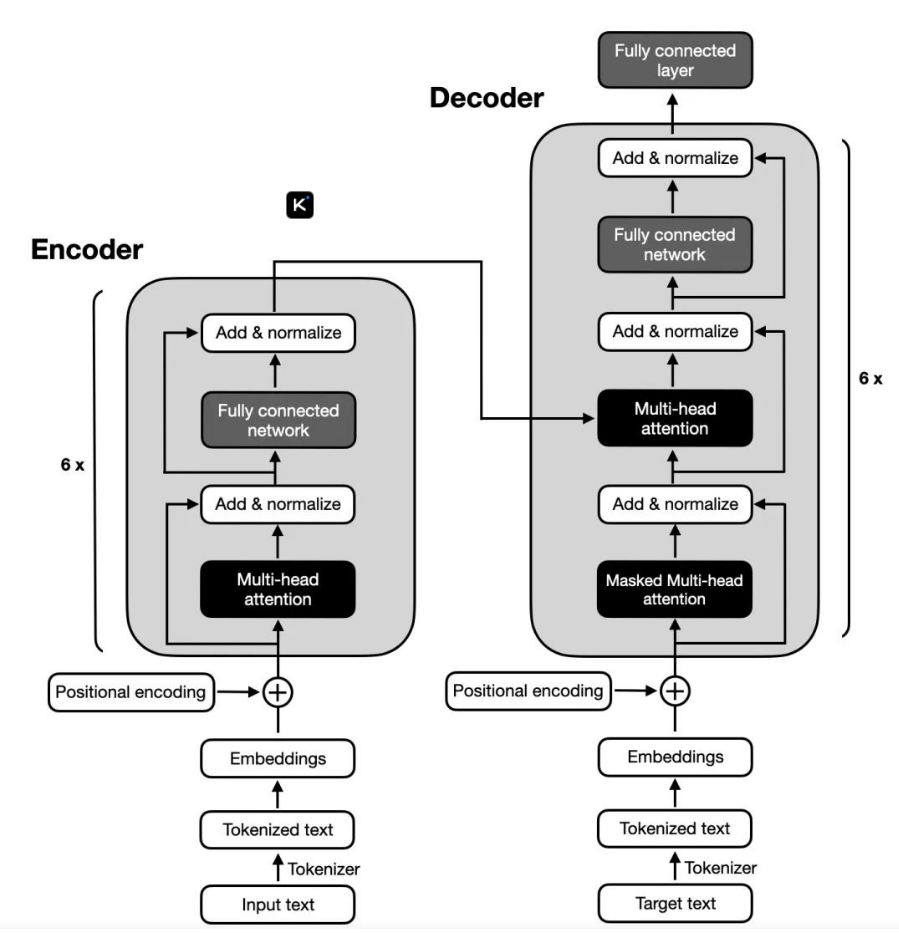 Fully connected
layer
Decoder
Add & normalize
K
Fully connected
network
Encoder
Add & normalize
Add & normalize
Multi-head
attention
6 x
Fully connected
network
6 x
Add & normalize
Add & normalize
Multi-head
attention
Masked Multi-head
attention
Positional encoding
Positional encoding
Embeddings
Embeddings
Tokenized text
Tokenized text
Tokenizer
Tokenizer
Input text
Target text